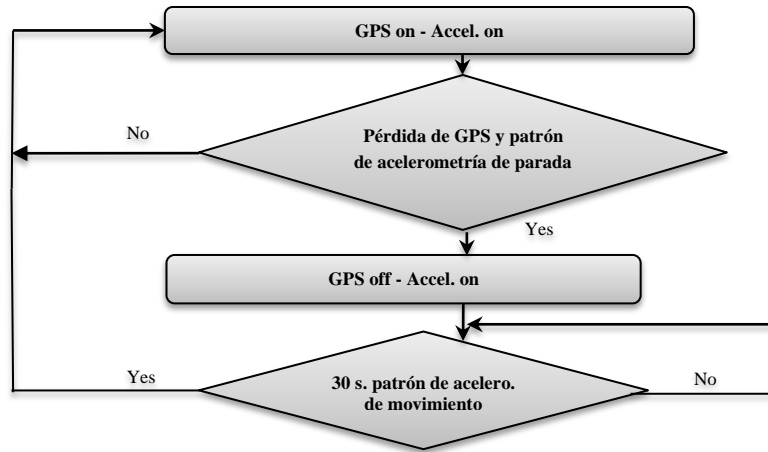 GPS on - Accel. on
No
Pérdida de GPS y patrón
de acelerometría de parada
Yes
GPS off - Accel. on
Yes
30 s. patrón de acelero.
de movimiento
No